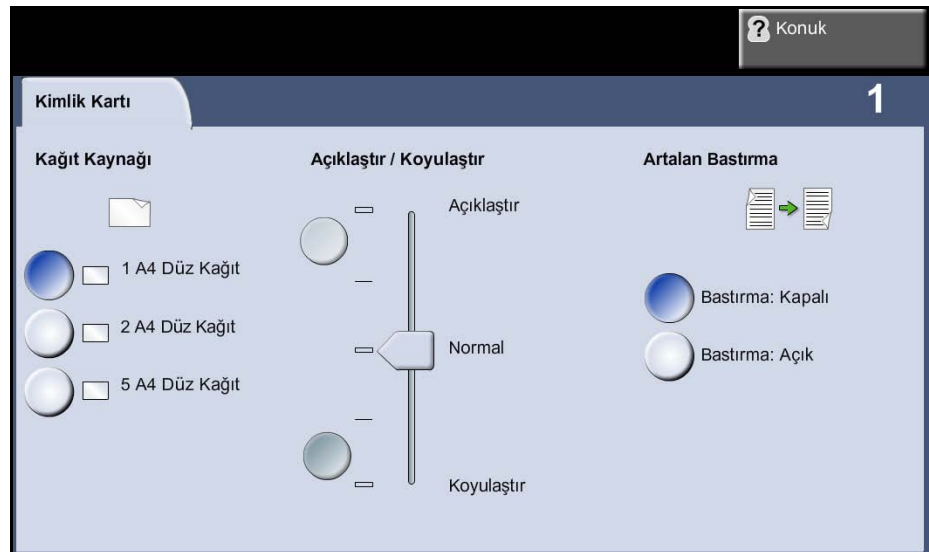 Konuk
Kimlik Kartı
1
Kağıt Kaynağı
1 A4 Düz Kağıt
2 A4 Düz Kağıt
5 A4 Düz Kağıt
Açıklaştır / Koyulaştır
Açıklaştır
Normal
Koyulaştır
Artalan Bastırma
Bastırma: Kapalı
Bastırma: Açık